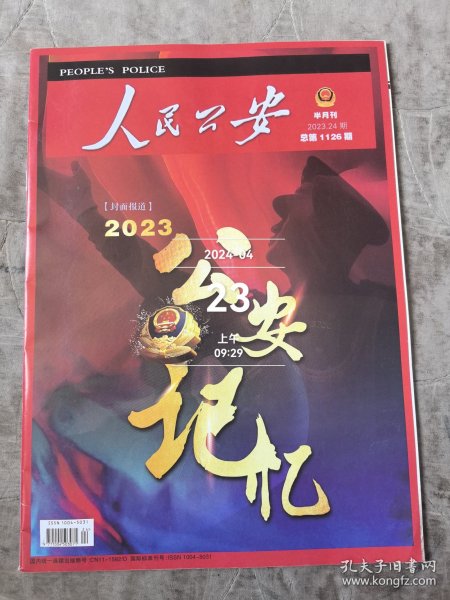 PEOPLE'S POLICE
人民公安
半月刊
2023.24 期
总第 1126 期
【封面报道】
2023
公安
记忆
2024-04
23
上午
09:29
ISSN 1004-5031
孔夫子旧书网
www.kongfz.com